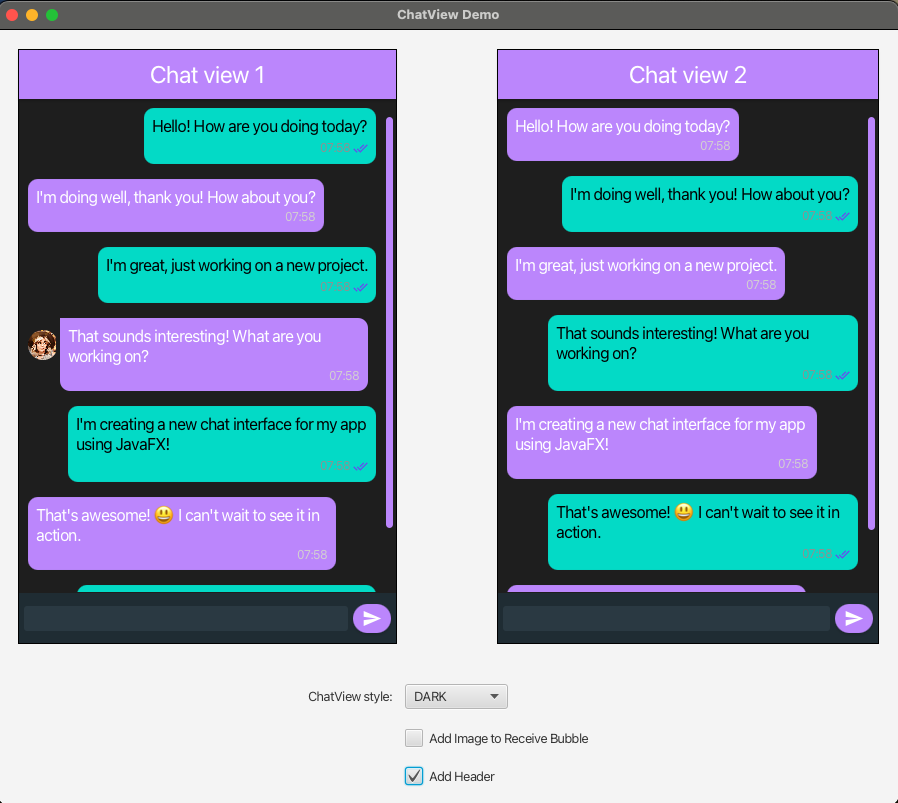 ChatView Demo
Chat view 1
Hello! How are you doing today?
07:58
I'm doing well, thank you! How about you?
07:58
I'm great, just working on a new project.
07:58
That sounds interesting! What are you
working on?
07:58
I'm creating a new chat interface for my app
using JavaFX!
07:58
That's awesome! 😃 I can't wait to see it in
action.
07:58
Chat view 2
Hello! How are you doing today?
07:58
I'm doing well, thank you! How about you?
07:58
I'm great, just working on a new project.
07:58
That sounds interesting! What are you
working on?
07:58
I'm creating a new chat interface for my app
using JavaFX!
07:58
That's awesome! 😃 I can't wait to see it in
action.
07:58
ChatView style: DARK
Add Image to Receive Bubble
Add Header